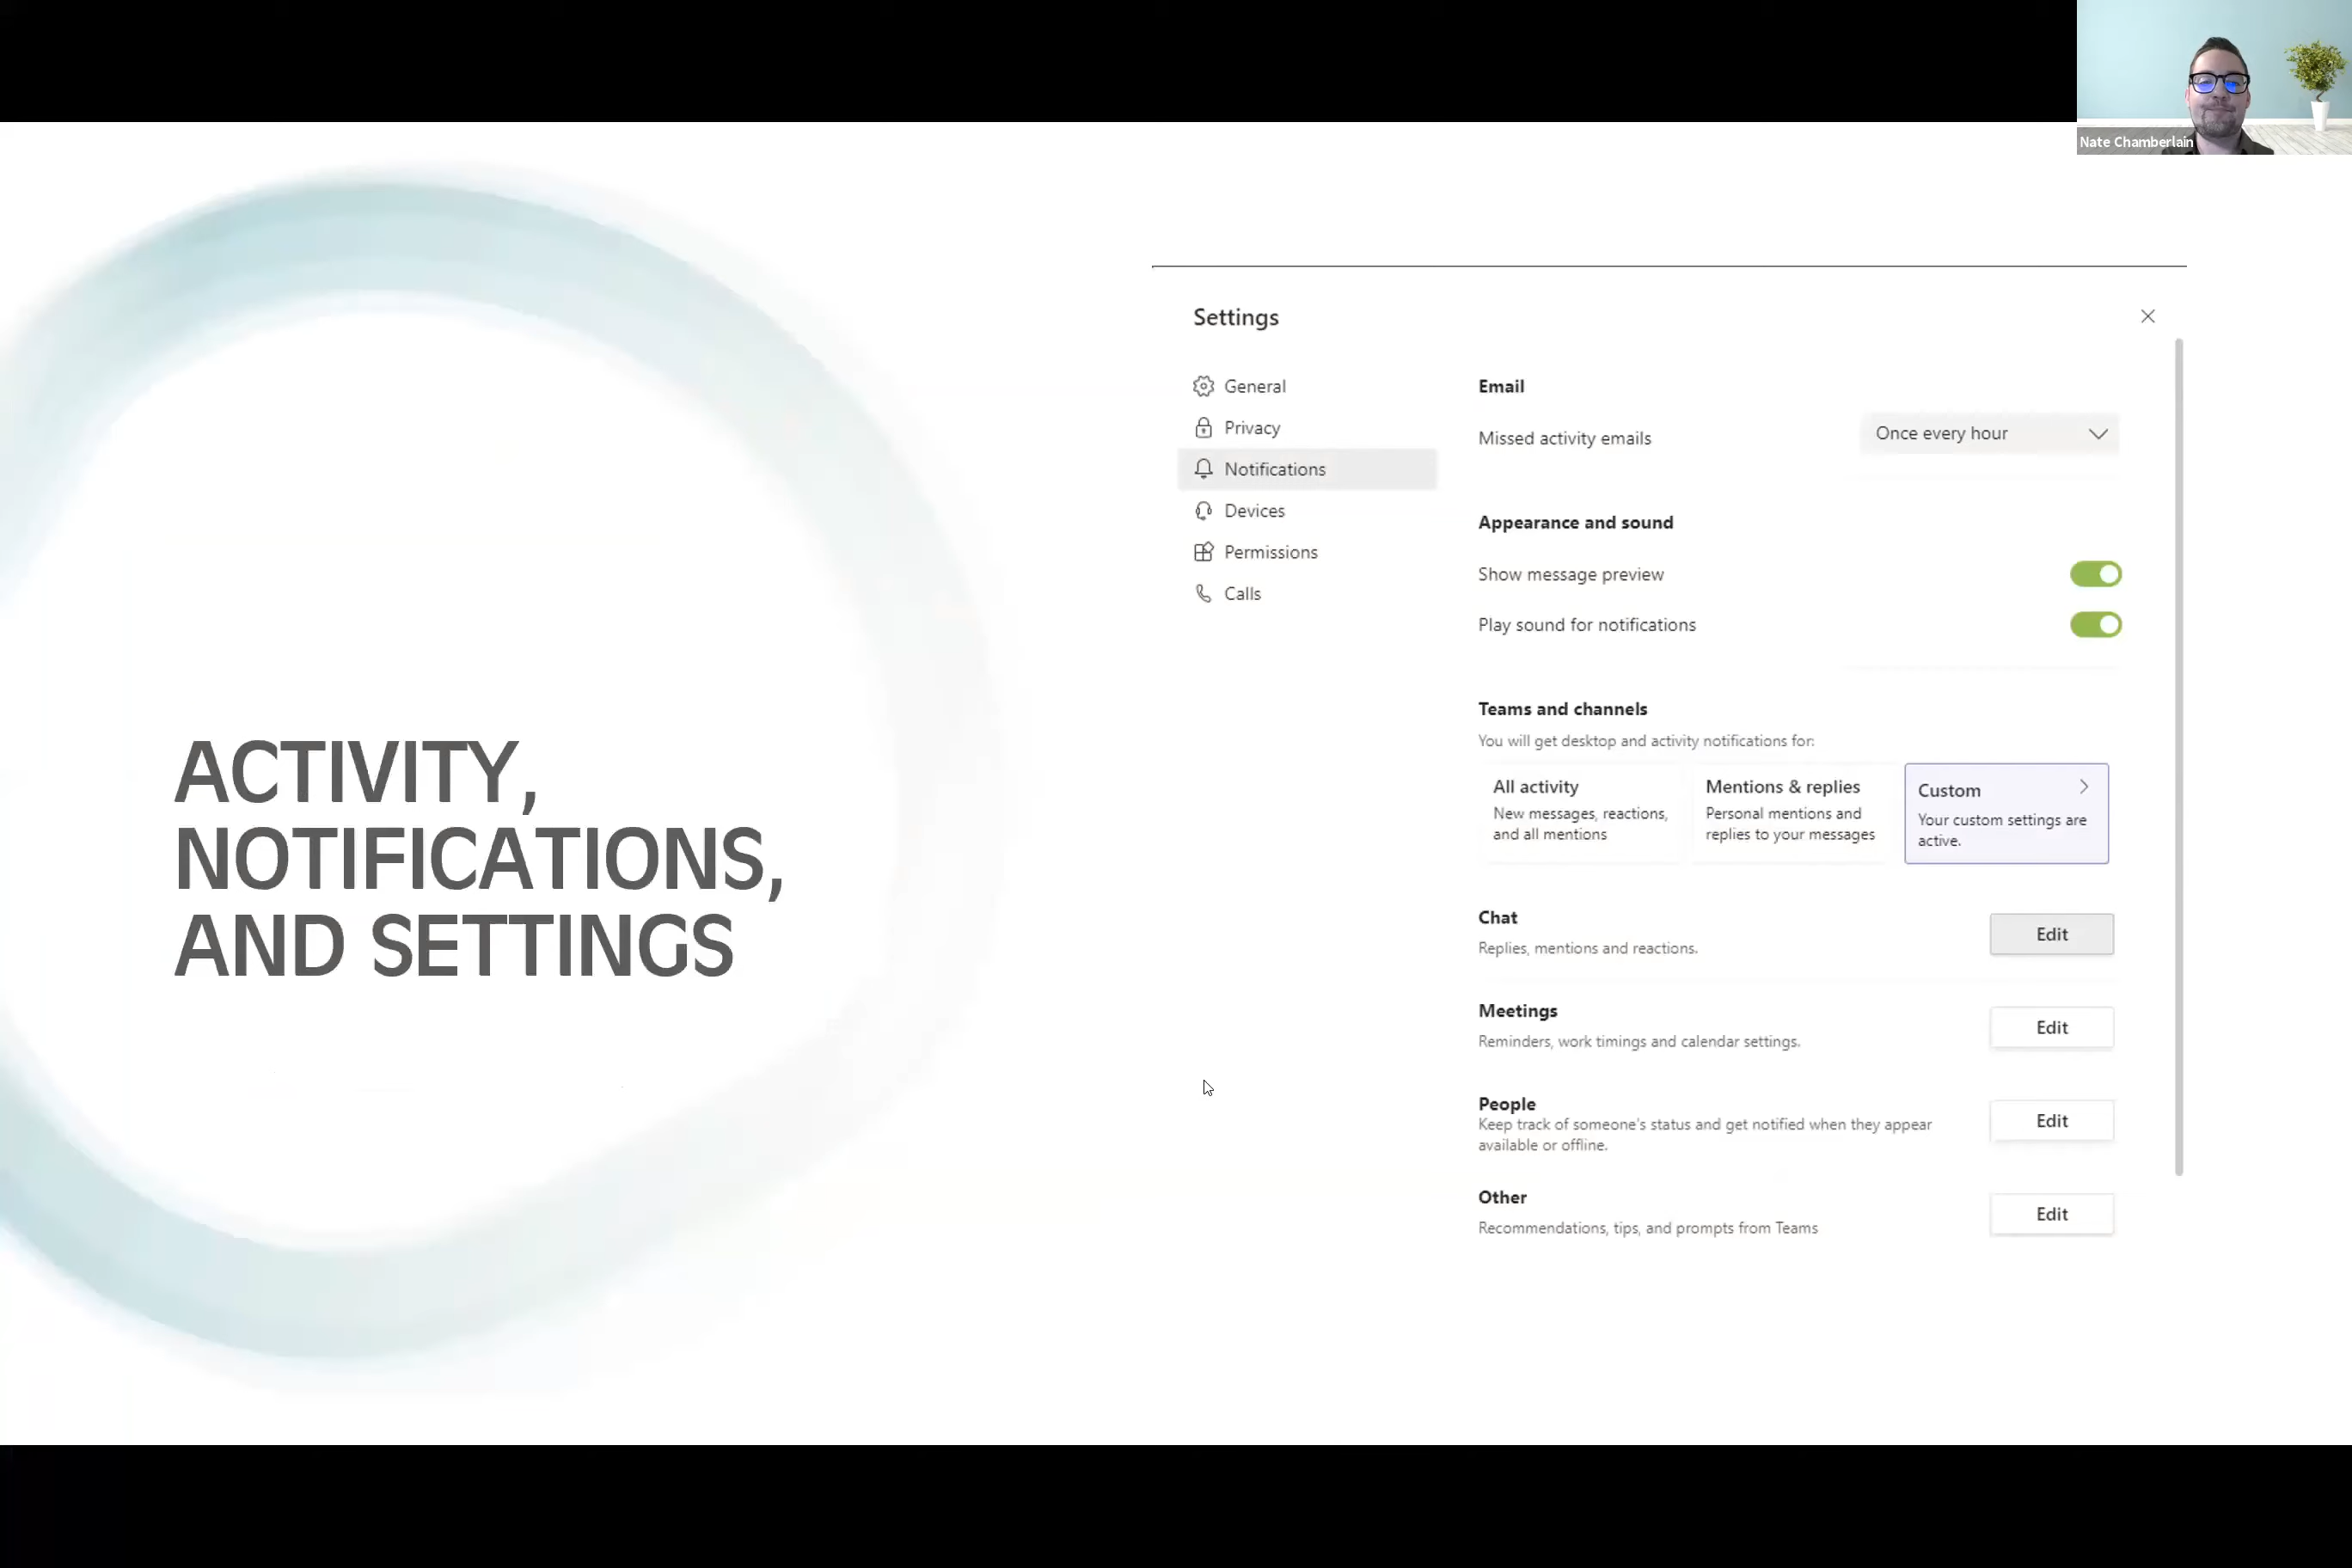 Nate Chamberlain
ACTIVITY,
NOTIFICATIONS,
AND SETTINGS
Settings
General
Privacy
Notifications
Devices
Permissions
Calls
Email
Missed activity emails
Once every hour
Appearance and sound
Show message preview
Play sound for notifications
Teams and channels
You will get desktop and activity notifications for:
All activity
New messages, reactions,
and all mentions
Mentions & replies
Personal mentions and
replies to your messages
Custom
Your custom settings are
active.
Chat
Replies, mentions and reactions.
Edit
Meetings
Reminders, work timings and calendar settings.
Edit
People
Keep track of someone's status and get notified when they appear
available or offline.
Edit
Other
Recommendations, tips, and prompts from Teams
Edit